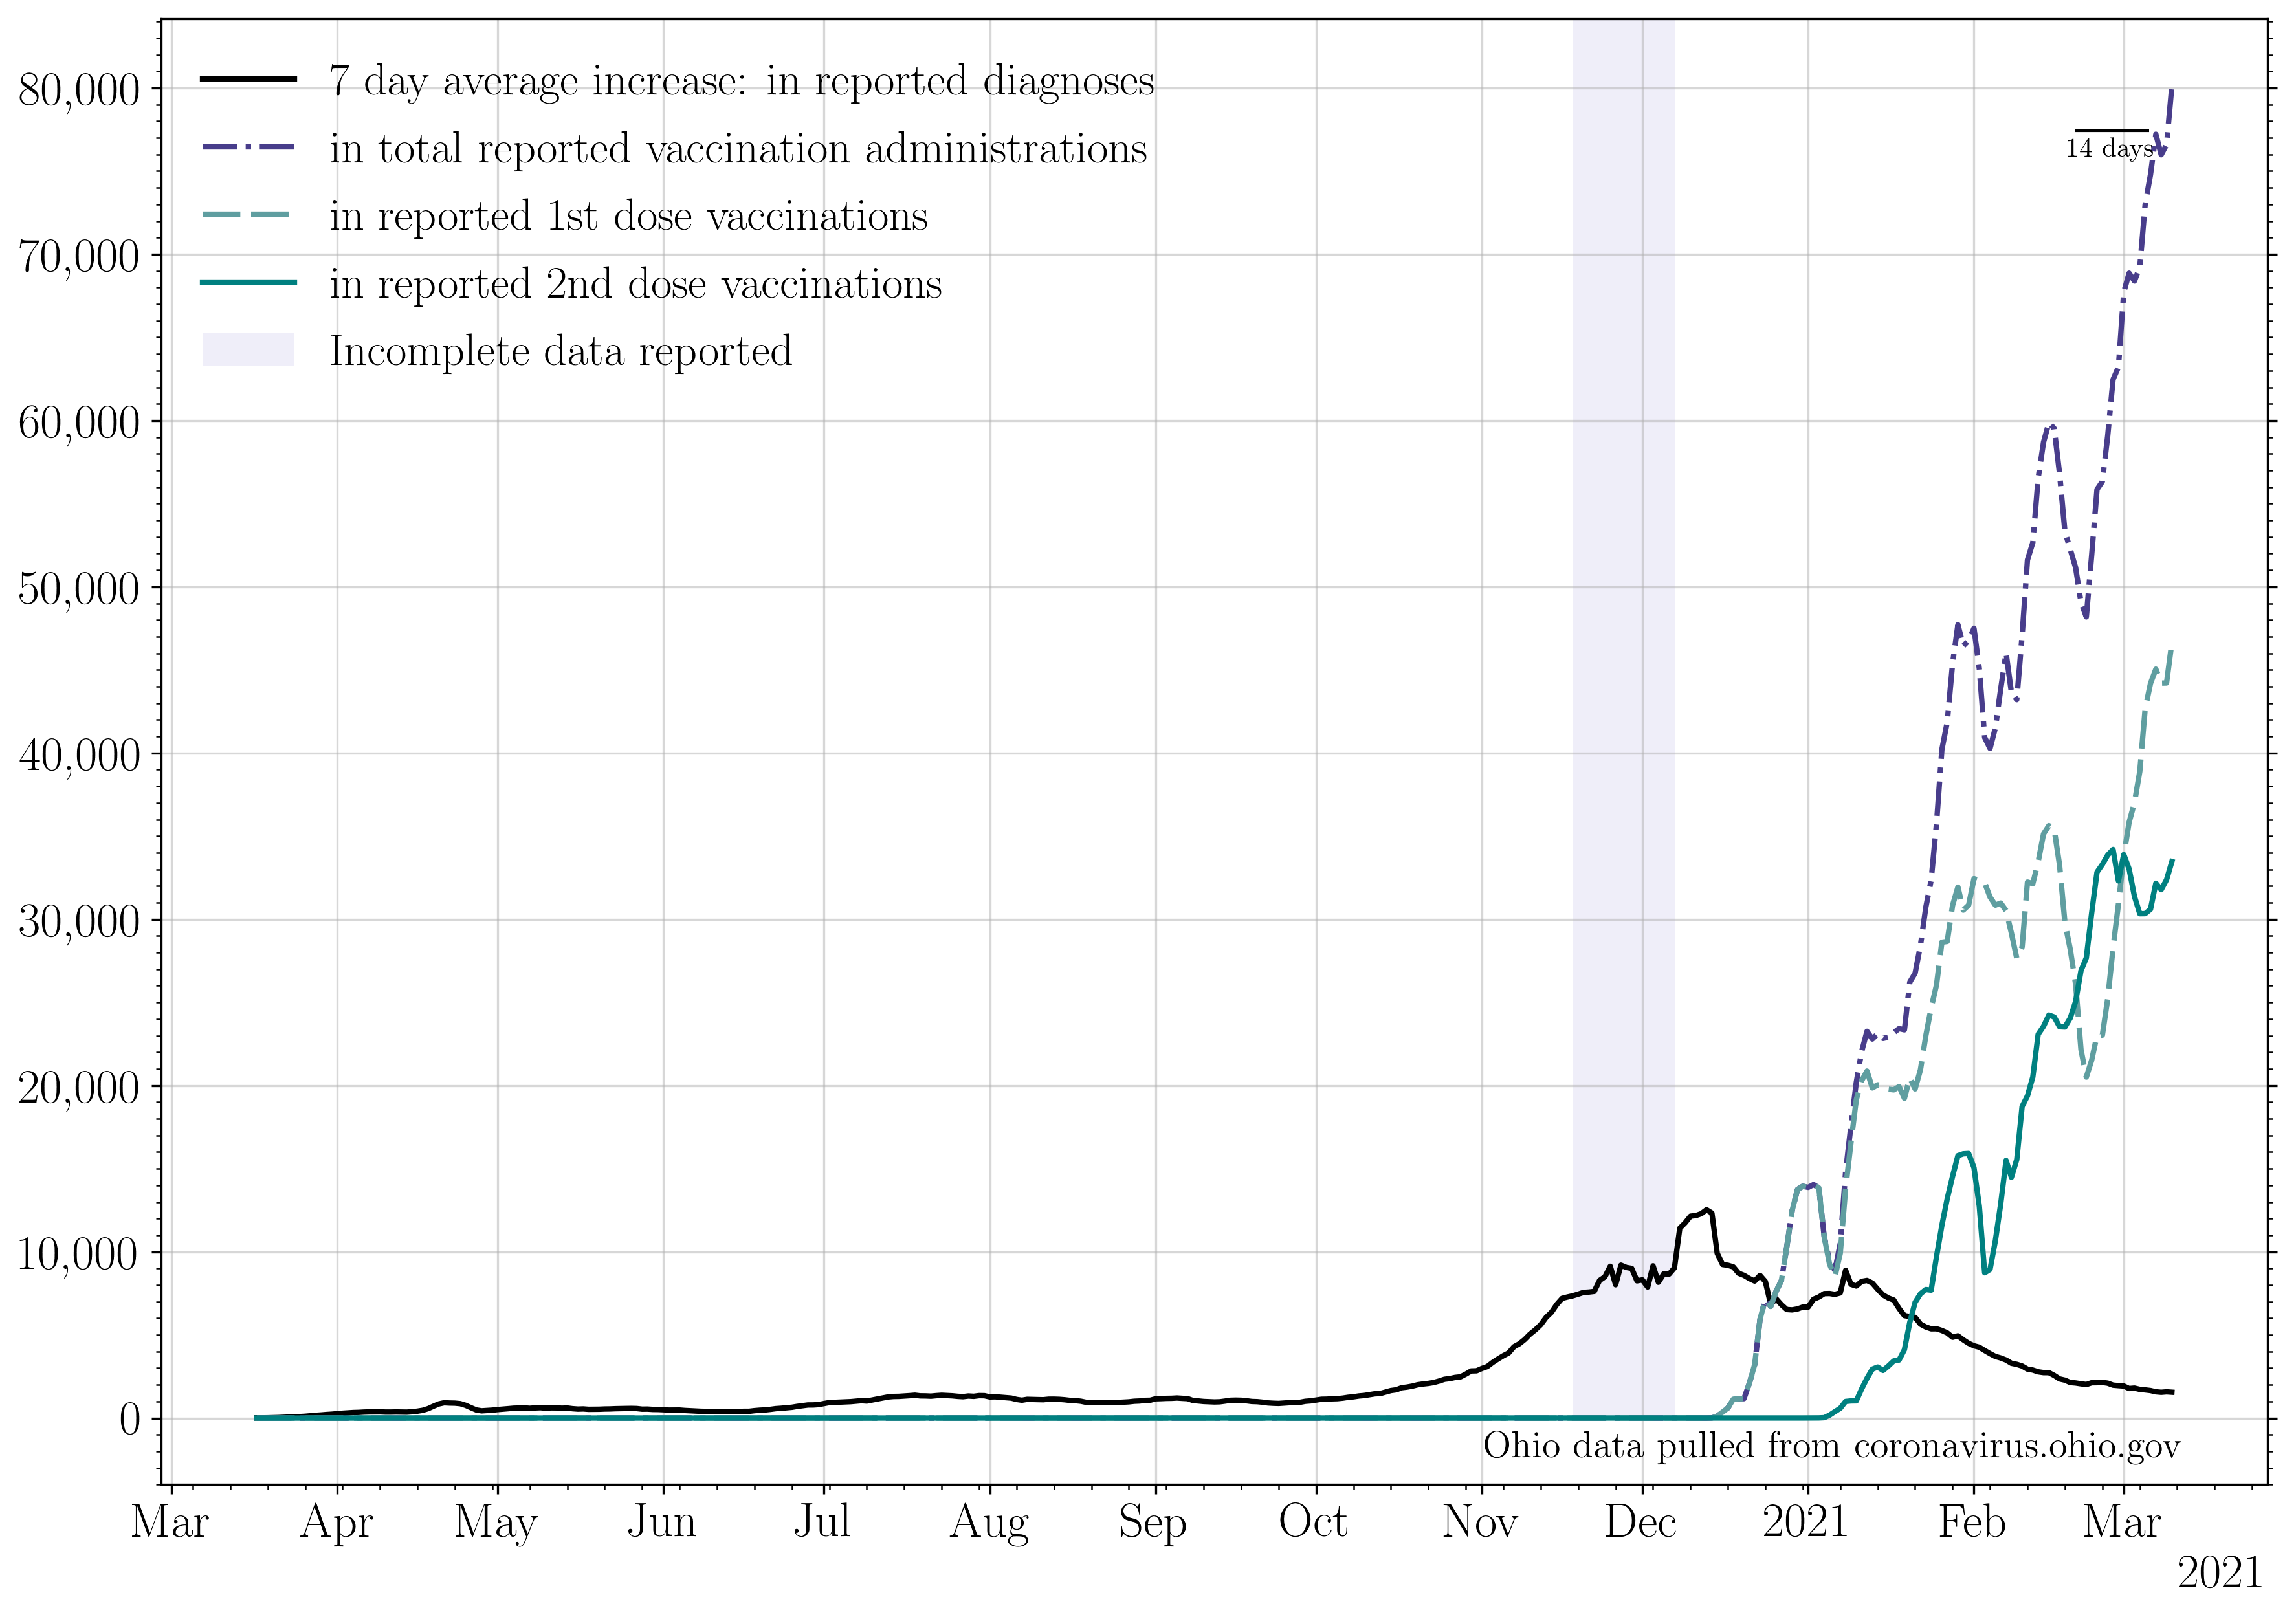 7 day average increase: in reported diagnoses
in total reported vaccination administrations
in reported 1st dose vaccinations
in reported 2nd dose vaccinations
Incomplete data reported
14 days
80,000
70,000
60,000
50,000
40,000
30,000
20,000
10,000
0
Ohio data pulled from coronavirus.ohio.gov
Mar Apr May Jun Jul Aug Sep Oct Nov Dec 2021 Feb Mar
2021